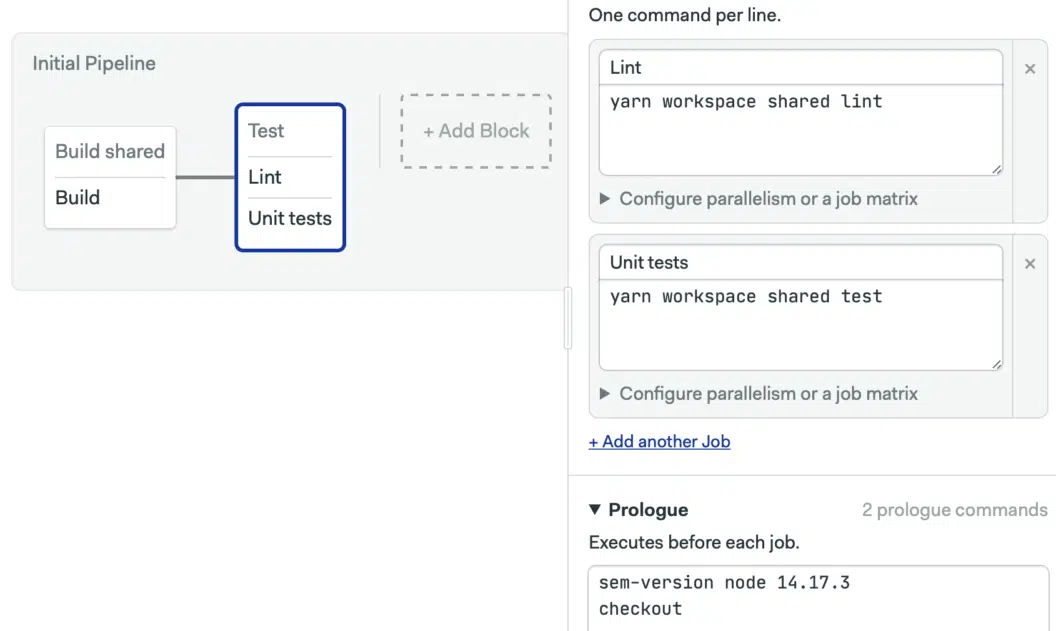 Initial Pipeline
Build shared
Build
Test
Lint
Unit tests
+ Add Block
One command per line.
Lint
yarn workspace shared lint
▶ Configure parallelism or a job matrix
Unit tests
yarn workspace shared test
▶ Configure parallelism or a job matrix
+ Add another Job
▼ Prologue
2 prologue commands
Executes before each job.
sem-version node 14.17.3
checkout